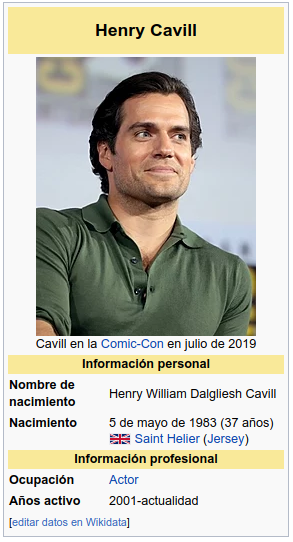 Henry Cavill
Cavill en la Comic-Con en julio de 2019
Información personal
Nombre de
nacimiento
Henry William Dalgliesh Cavill
Nacimiento
5 de mayo de 1983 (37 años)
Saint Helier (Jersey)
Información profesional
Ocupación
Actor
Años activo
2001-actualidad
[editar datos en Wikidata]